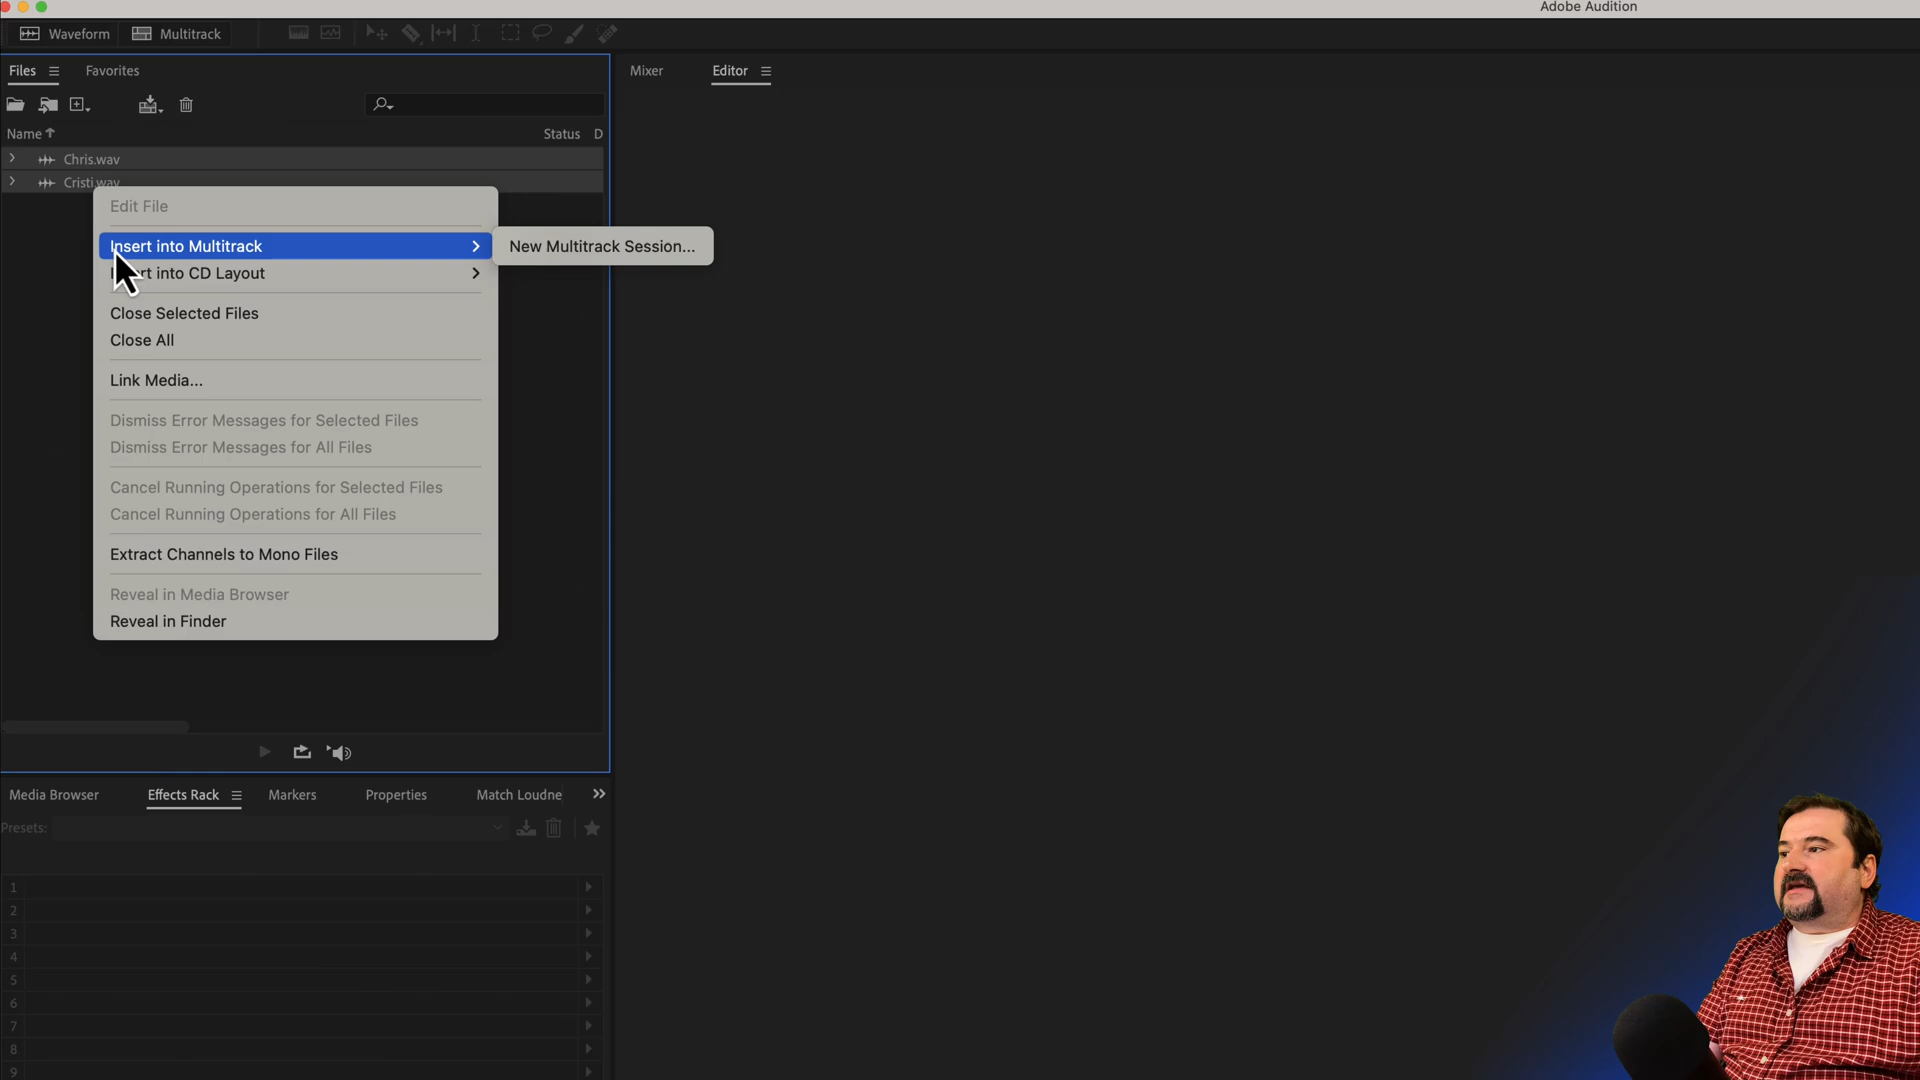 Adobe Audition
Waveform
Multitrack
Files
Favorites
Mixer
Editor
Name
Status
D
Chris.wav
Cristi.wav
Edit File
Insert into Multitrack
New Multitrack Session...
into CD Layout
Close Selected Files
Close All
Link Media...
Dismiss Error Messages for Selected Files
Dismiss Error Messages for All Files
Cancel Running Operations for Selected Files
Cancel Running Operations for All Files
Extract Channels to Mono Files
Reveal in Media Browser
Reveal in Finder
Media Browser
Effects Rack
Markers
Properties
Match Loudne
Presets:
1
2
3
4
5
6
7
8
9